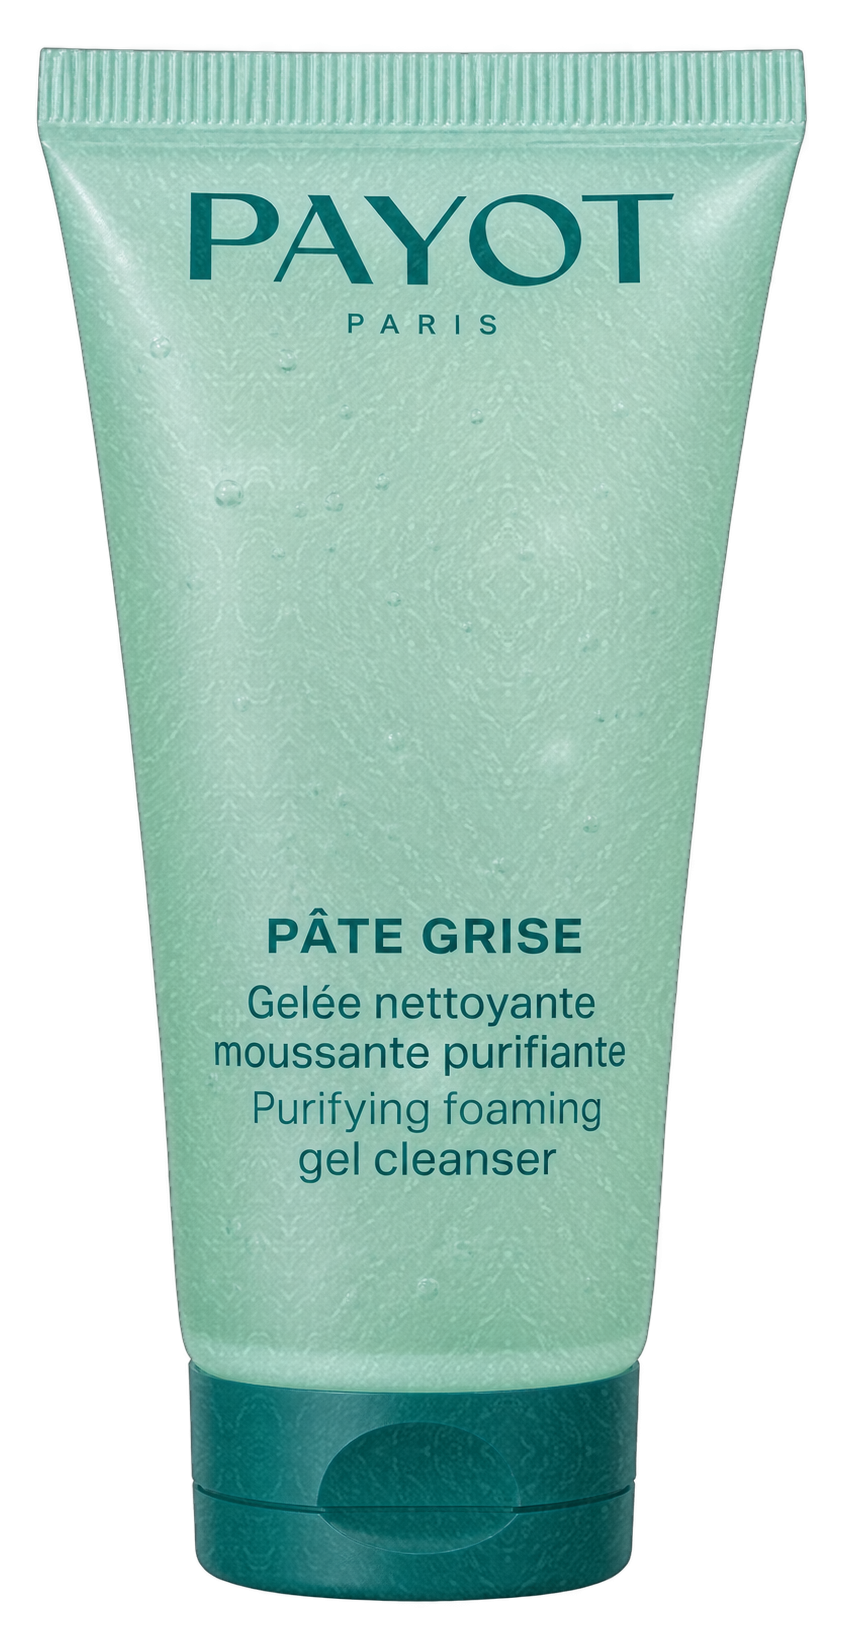 PAYOT
PARIS
PÂTE GRISE
Gelée nettoyante
moussante purifiante
Purifying foaming
gel cleanser